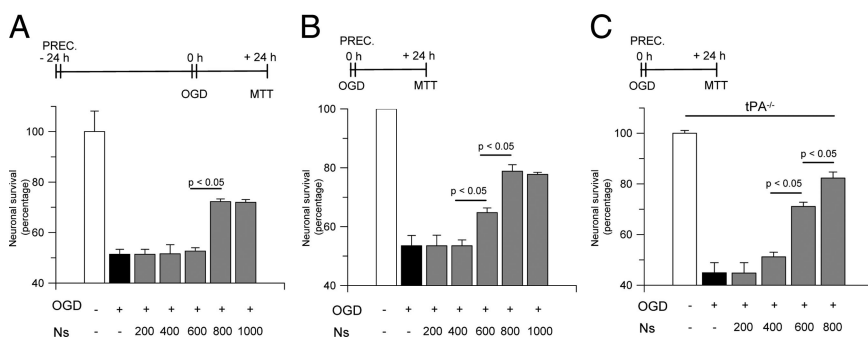 A
PREC.
- 24 h
0 h
+ 24 h
OGD
MTT
Neuronal survival
(percentage)
100
80
60
40
p < 0.05
OGD - + + + + + +
Ns - - 200 400 600 800 1000
B
PREC.
0 h
+ 24 h
OGD
MTT
Neuronal survival
(percentage)
100
80
60
40
p < 0.05
p < 0.05
OGD - + + + + + +
Ns - - 200 400 600 800 1000
C
PREC.
0 h
+ 24 h
OGD
MTT
tPA-/-
Neuronal survival
(percentage)
100
80
60
40
p < 0.05
p < 0.05
OGD - + + + + +
Ns - - 200 400 600 800